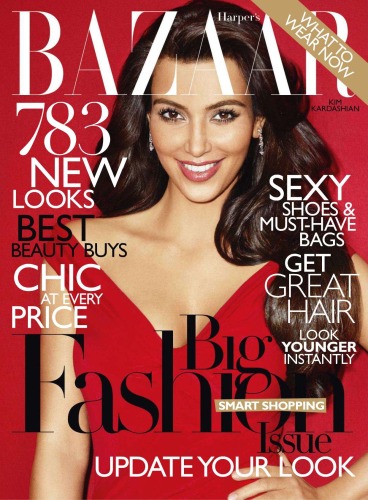 Harper's
BAZAAR
WHAT TO
WEAR NOW
KIM
KARDASHIAN
783
NEW
LOOKS
BEST
BEAUTY BUYS
CHIC
AT EVERY
PRICE
SEXY
SHOES &
MUST-HAVE
BAGS
GET
GREAT
HAIR
LOOK
YOUNGER
INSTANTLY
Big
Fashion
SMART SHOPPING
Issue
UPDATE YOUR LOOK